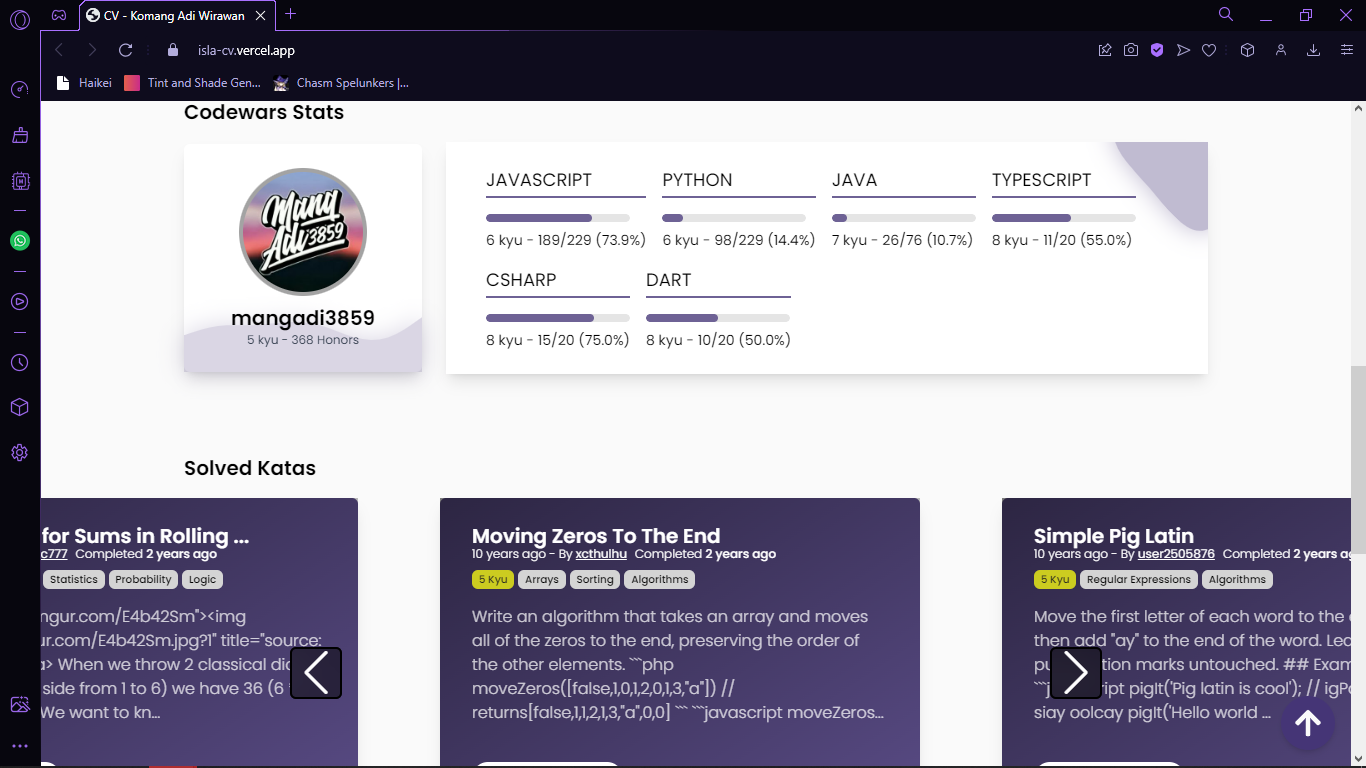 CV - Komang Adi Wirawan
isla-cv.vercel.app
Haikei
Tint and Shade Gen...
Chasm Spelunkers |...
Codewars Stats
Mang
Adi 3859
mangadi3859
5 kyu - 368 Honors
JAVASCRIPT
6 kyu - 189/229 (73.9%)
PYTHON
6 kyu - 98/229 (14.4%)
JAVA
7 kyu - 26/76 (10.7%)
TYPESCRIPT
8 kyu - 11/20 (55.0%)
CSHARP
8 kyu - 15/20 (75.0%)
DART
8 kyu - 10/20 (50.0%)
Solved Katas
for Sums in Rolling ...
c777 Completed 2 years ago
Statistics Probability Logic
mgur.com/E4b42Sm"><img
ur.com/E4b42Sm.jpg?1" title="source:
> When we throw 2 classical di
side from 1 to 6) we have 36 (6
We want to kn...
Moving Zeros To The End
10 years ago - By xcthulhu Completed 2 years ago
5 Kyu Arrays Sorting Algorithms
Write an algorithm that takes an array and moves
all of the zeros to the end, preserving the order of
the other elements. ```php
moveZeros([false,1,0,1,2,0,1,3,"a"]) //
returns[false,1,1,2,1,3,"a",0,0] ``` ```javascript moveZeros...
Simple Pig Latin
10 years ago - By user2505876 Completed 2 years ag
5 Kyu Regular Expressions Algorithms
Move the first letter of each word to the
then add "ay" to the end of the word. Lea
pu tion marks untouched. ## Exam
```j ript pigIt('Pig latin is cool'); // igPa
siay oolcay pigIt('Hello world ...